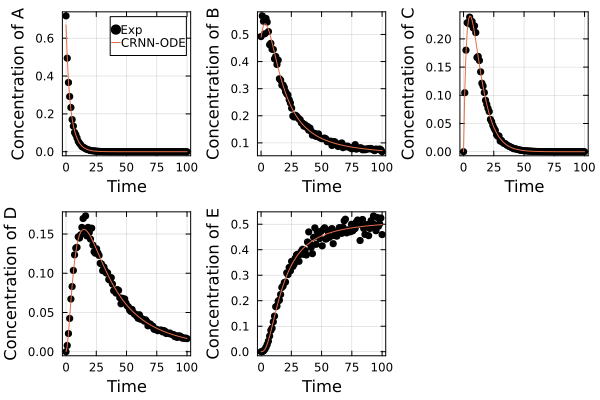 Concentration of A
0.6
0.4
0.2
0.0
Exp
CRNN-ODE
0 25 50 75 100
Time
Concentration of B
0.5
0.4
0.3
0.2
0.1
0 25 50 75 100
Time
Concentration of C
0.20
0.15
0.10
0.05
0.00
0 25 50 75 100
Time
Concentration of D
0.15
0.10
0.05
0.00
0 25 50 75 100
Time
Concentration of E
0.5
0.4
0.3
0.2
0.1
0.0
0 25 50 75 100
Time